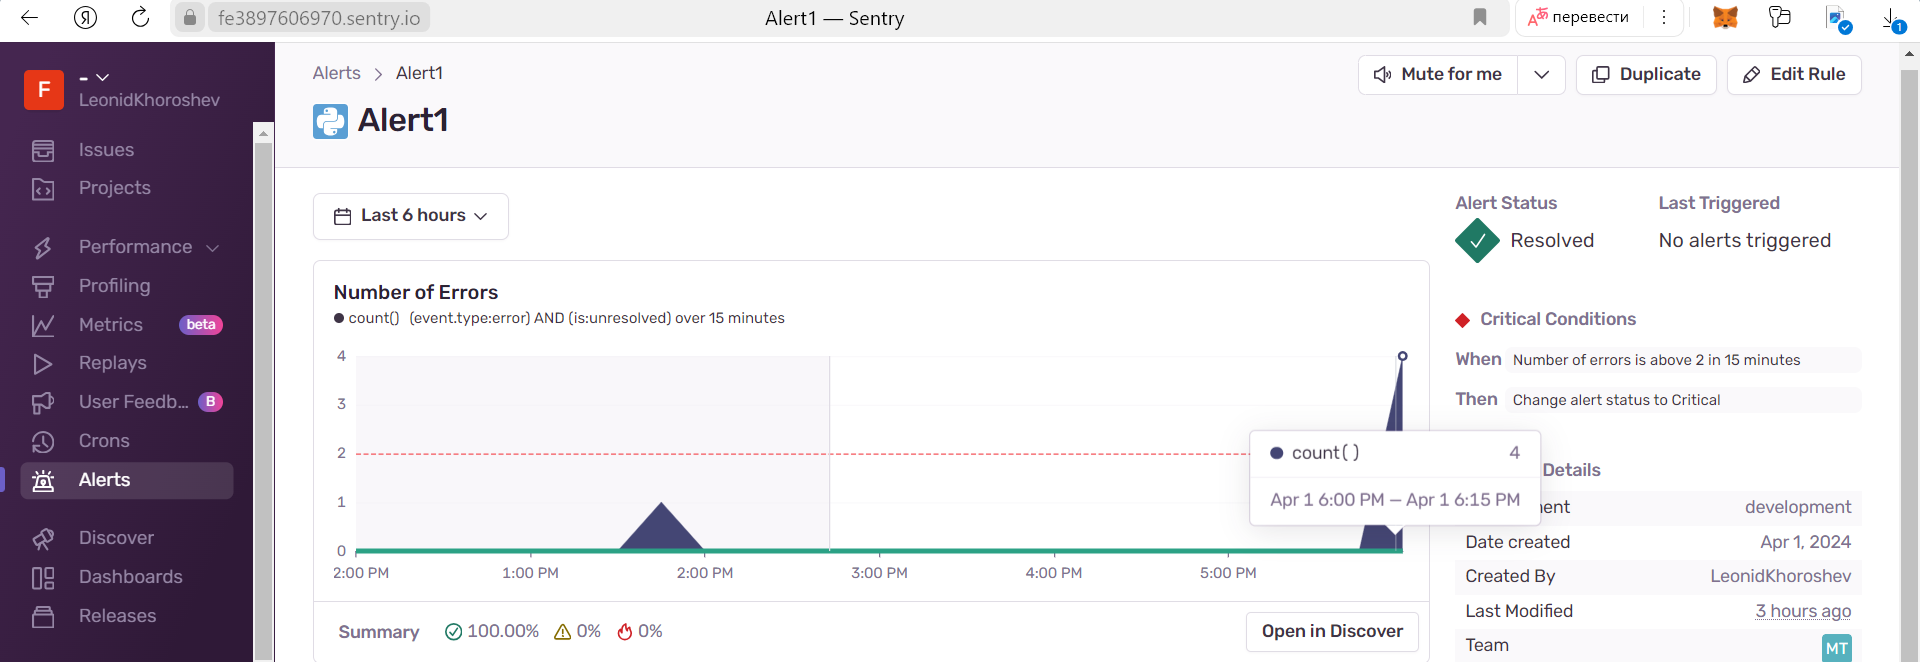 Я
fe3897606970.sentry.io
Alert1 — Sentry
перевести
1
F
-
LeonidKhoroshev
Issues
Projects
Performance
Profiling
Metrics beta
Replays
User Feedb... B
Crons
Alerts
Discover
Dashboards
Releases
Alerts > Alert1
Mute for me
Duplicate
Edit Rule
Alert1
Last 6 hours
Number of Errors
count() (event.type:error) AND (is:unresolved) over 15 minutes
4
3
2
1
0
2:00 PM 1:00 PM 2:00 PM 3:00 PM 4:00 PM 5:00 PM
count() 4
Apr 1 6:00 PM — Apr 1 6:15 PM
Summary 100.00% 0% 0%
Open in Discover
Alert Status
Resolved
Last Triggered
No alerts triggered
Critical Conditions
When Number of errors is above 2 in 15 minutes
Then Change alert status to Critical
Details
ent development
Date created Apr 1, 2024
Created By LeonidKhoroshev
Last Modified 3 hours ago
Team MT